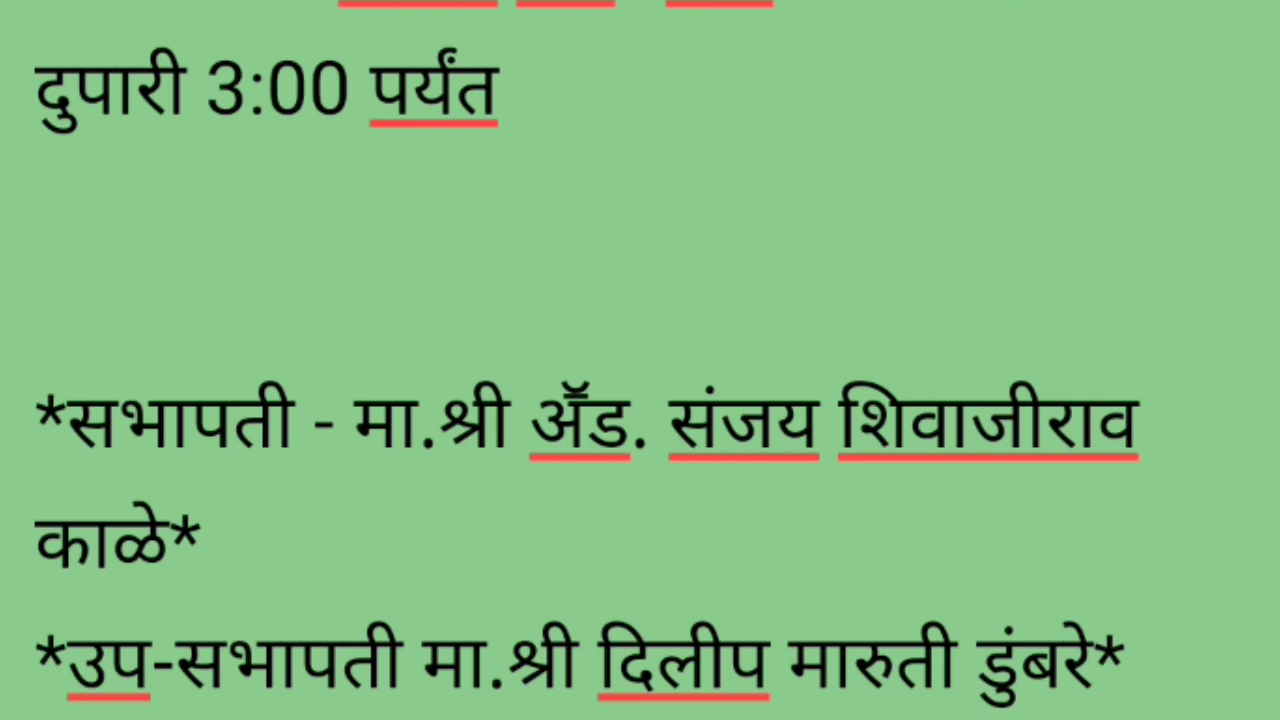 दुपारी 3:00 पर्यंत
*सभापती - मा.श्री ॲड. संजय शिवाजीराव
काळे*
*उप-सभापती मा.श्री दिलीप मारुती डुंबरे*